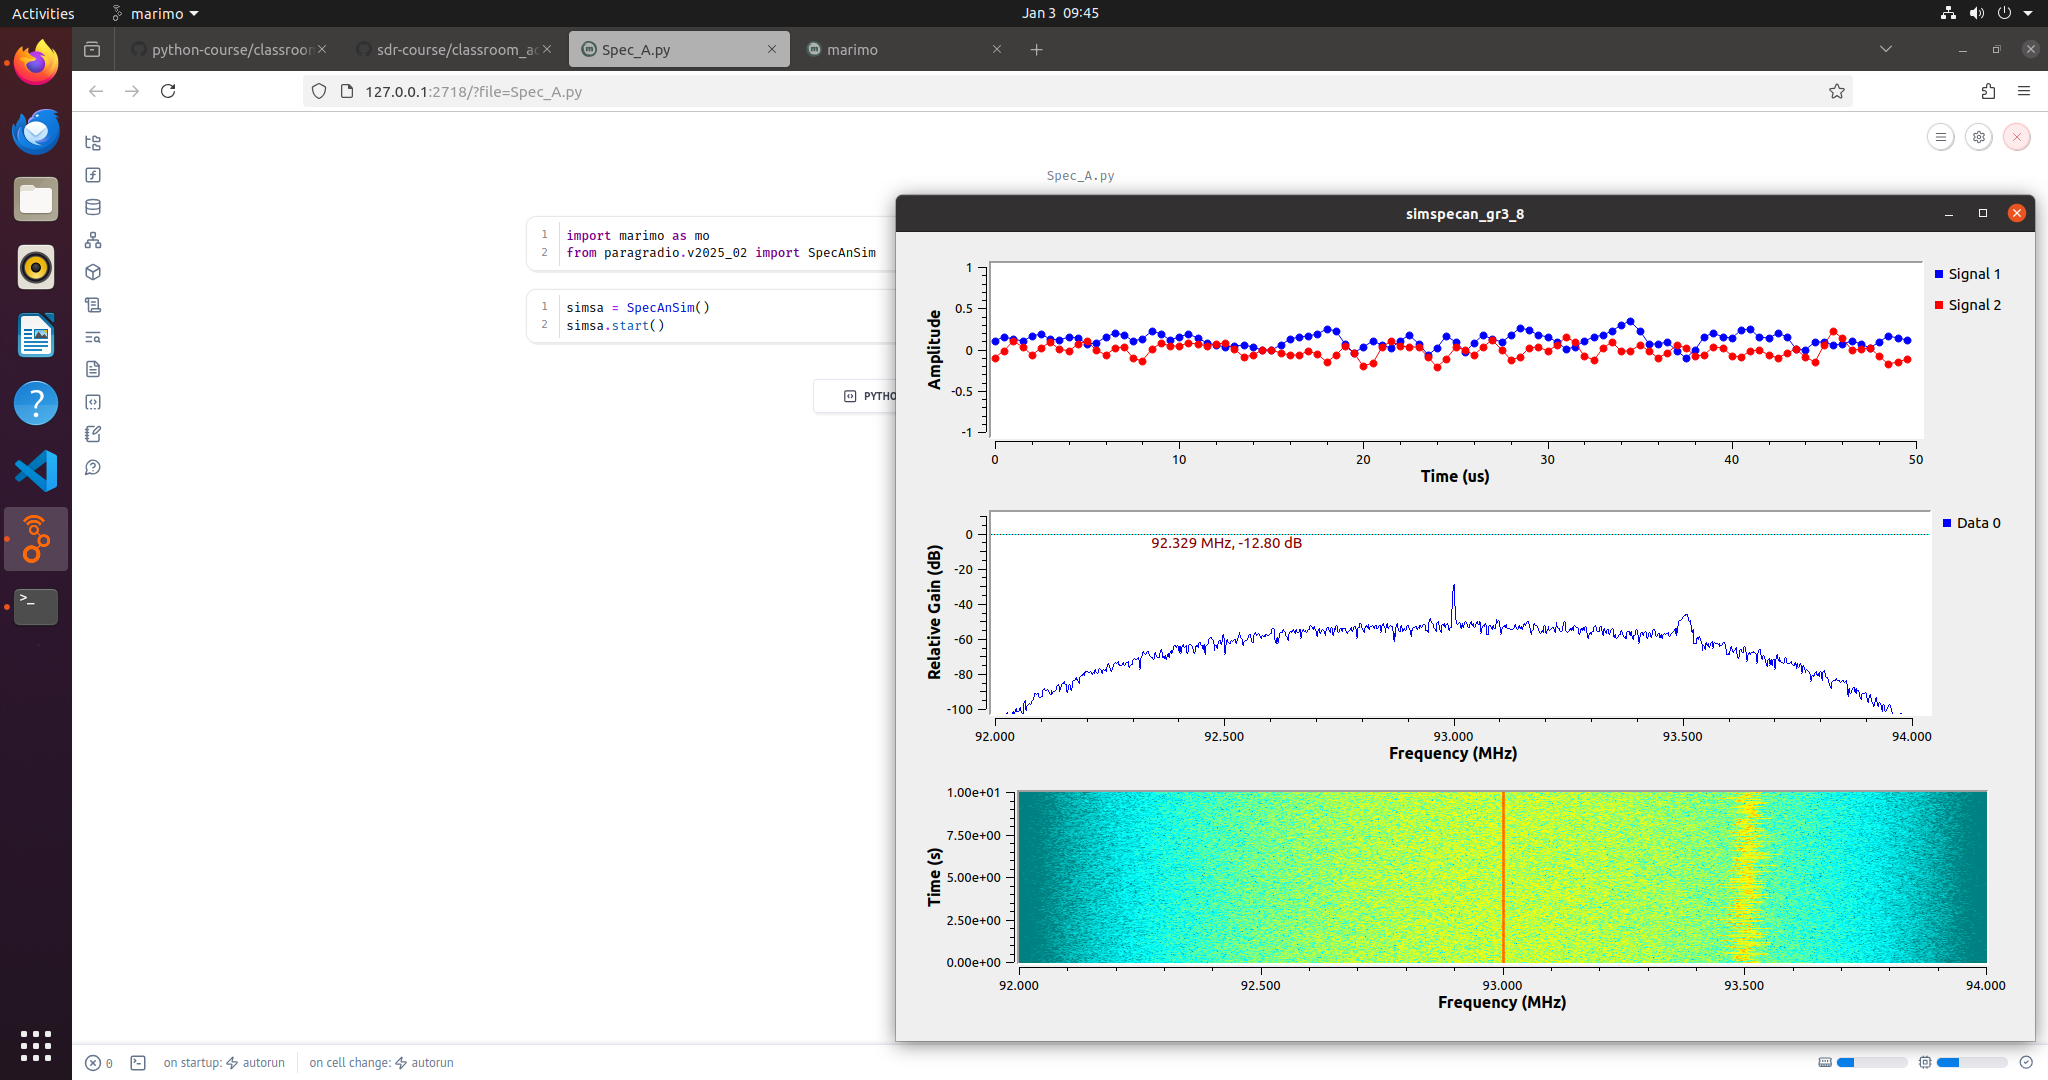 Activities
marimo
Jan 3 09:45
python-course/classroon
sdr-course/classroom_ac
Spec_A.py
marimo
127.0.0.1:2718/?file=Spec_A.py
Spec_A.py
1 import marimo as mo
2 from paragradio.v2025_02 import SpecAnSim
1 simsa = SpecAnSim()
2 simsa.start()
PYTHO
simspecan_gr3_8
Amplitude
1
0.5
0
-0.5
-1
0 10 20 30 40 50
Time (us)
Signal 1
Signal 2
Relative Gain (dB)
0
-20
-40
-60
-80
-100
92.329 MHz, -12.80 dB
Data 0
92.000 92.500 93.000 93.500 94.000
Frequency (MHz)
Time (s)
1.00e+01
7.50e+00
5.00e+00
2.50e+00
0.00e+00
92.000 92.500 93.000 93.500 94.000
Frequency (MHz)
0
on startup: autorun
on cell change: autorun